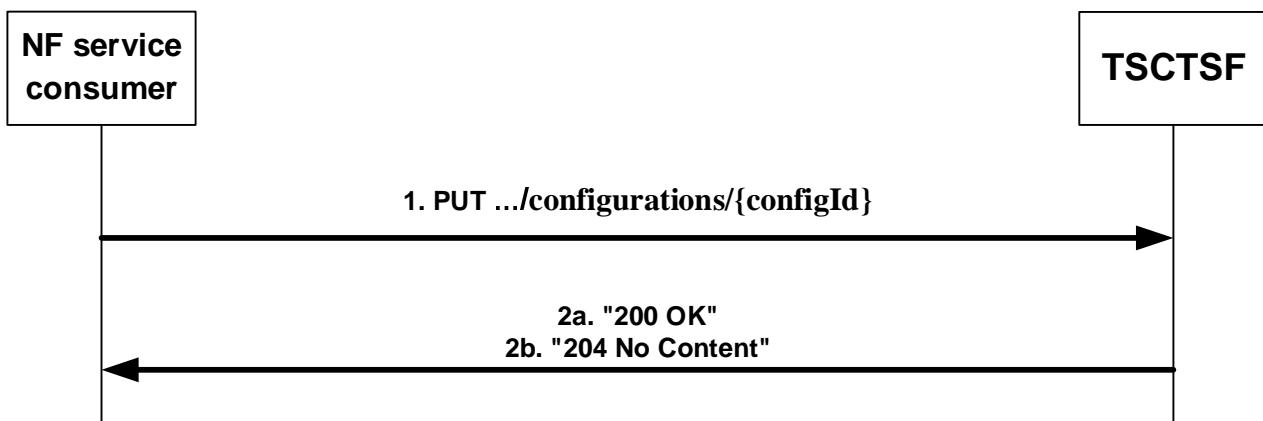 NF service
consumer
TSCTSF
1. PUT …/configurations/{configId}
2a. "200 OK"
2b. "204 No Content"